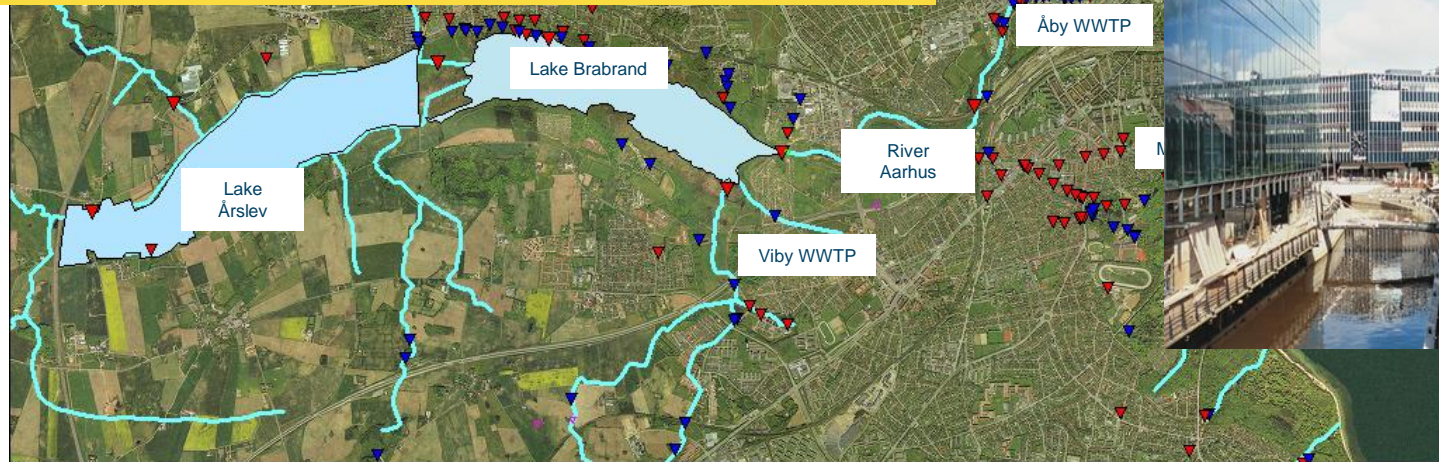 Åby WWTP
Lake Brabrand
River
Aarhus
Lake
Årslev
Viby WWTP